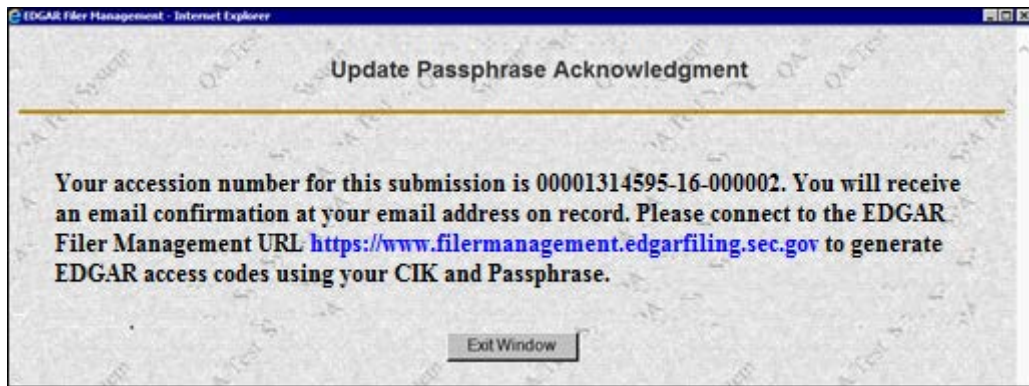 EDGAR Filer Management - Internet Explorer
Update Passphrase Acknowledgment
Your accession number for this submission is 00001314595-16-000002. You will receive
an email confirmation at your email address on record. Please connect to the EDGAR
Filer Management URL https://www.filermanagement.edgarfiling.sec.gov to generate
EDGAR access codes using your CIK and Passphrase.
Exit Window